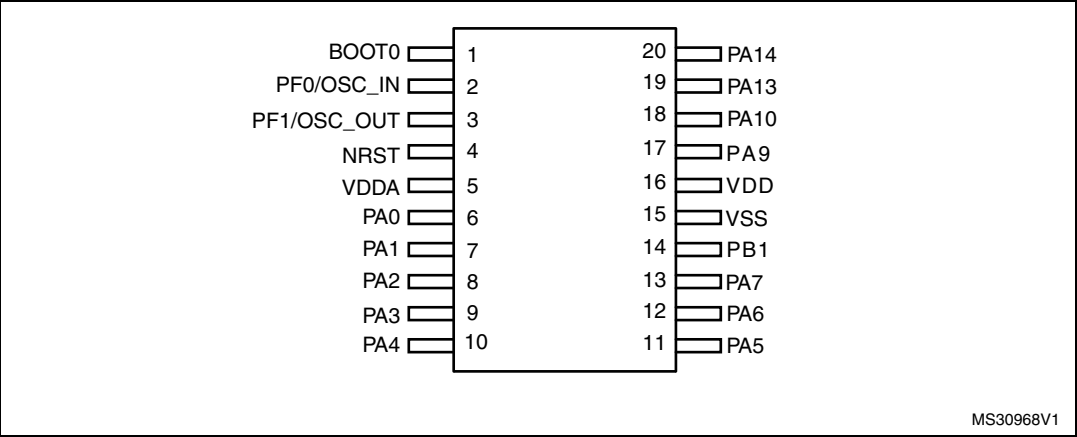 BOOT0 1 20 PA14
PF0/OSC_IN 2 19 PA13
PF1/OSC_OUT 3 18 PA10
NRST 4 17 PA9
VDDA 5 16 VDD
PA0 6 15 VSS
PA1 7 14 PB1
PA2 8 13 PA7
PA3 9 12 PA6
PA4 10 11 PA5
MS30968V1